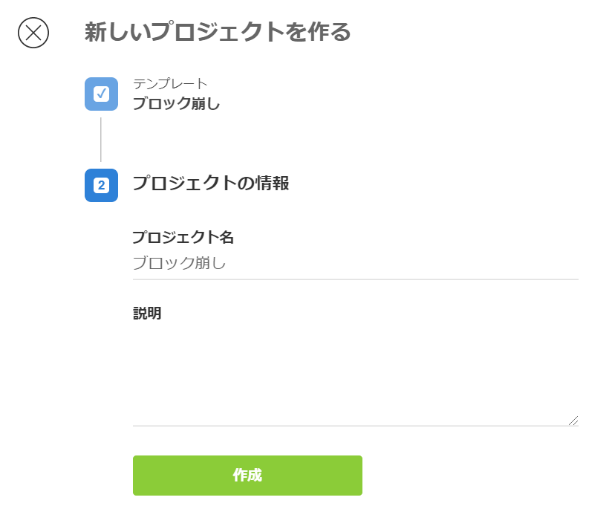 新しいプロジェクトを作る
テンプレート
ブロック崩し
2 プロジェクトの情報
プロジェクト名
ブロック崩し
説明
作成